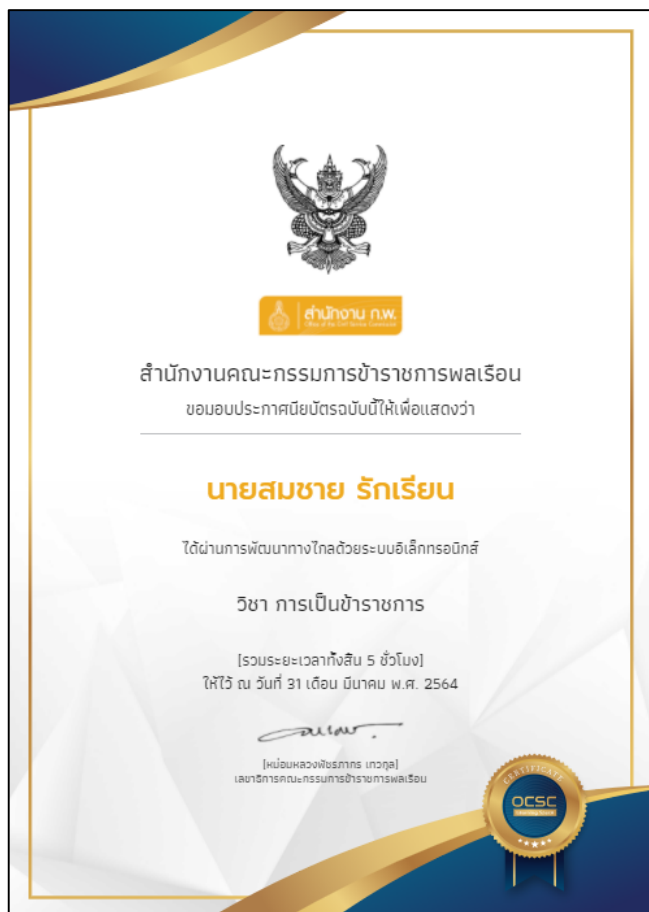 สำนักงาน ก.พ.
Office of the Civil Service Commission
สำนักงานคณะกรรมการข้าราชการพลเรือน
ขอมอบประกาศนียบัตรฉบับนี้ให้เพื่อแสดงว่า
นายสมชาย รักเรียน
ได้ผ่านการพัฒนาทางไกลด้วยระบบอิเล็กทรอนิกส์
วิชา การเป็นข้าราชการ
[รวมระยะเวลาทั้งสิ้น 5 ชั่วโมง]
ให้ไว้ ณ วันที่ 31 เดือน มีนาคม พ.ศ. 2564
[หม่อมหลวงพัชรภากร เทวกุล]
เลขาธิการคณะกรรมการข้าราชการพลเรือน
CERTIFICATE
OCSC